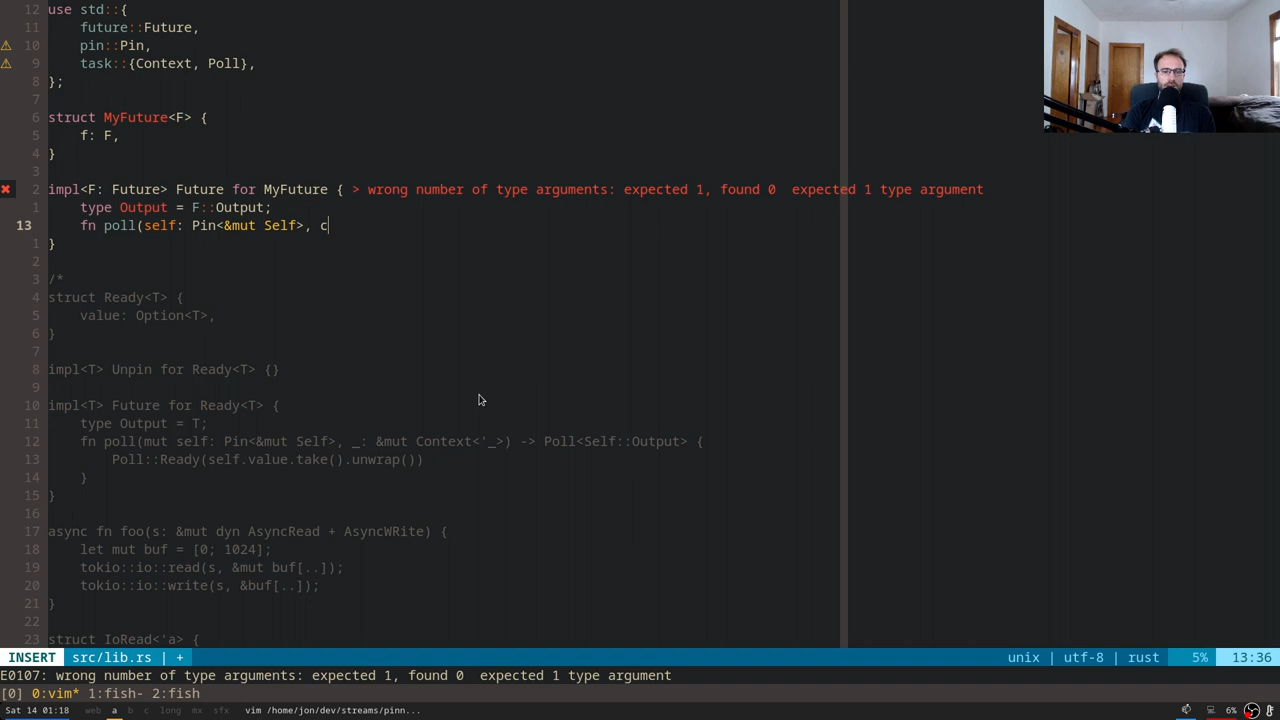 12 use std::{
11     future::Future,
⚠ 10     pin::Pin,
⚠ 9     task::{Context, Poll},
8 };
7
6 struct MyFuture<F> {
5     f: F,
4 }
3
✖ 2 impl<F: Future> Future for MyFuture { > wrong number of type arguments: expected 1, found 0  expected 1 type argument
1     type Output = F::Output;
13     fn poll(self: Pin<&mut Self>, c
1 }
2
3 /*
4 struct Ready<T> {
5     value: Option<T>,
6 }
7
8 impl<T> Unpin for Ready<T> {}
9
10 impl<T> Future for Ready<T> {
11     type Output = T;
12     fn poll(mut self: Pin<&mut Self>, _: &mut Context<'_>) -> Poll<Self::Output> {
13         Poll::Ready(self.value.take().unwrap())
14     }
15 }
16
17 async fn foo(s: &mut dyn AsyncRead + AsyncWRite) {
18     let mut buf = [0; 1024];
19     tokio::io::read(s, &mut buf[..]);
20     tokio::io::write(s, &buf[..]);
21 }
22
23 struct IoRead<'a> {
INSERT src/lib.rs | + unix | utf-8 | rust 5% 13:36
E0107: wrong number of type arguments: expected 1, found 0  expected 1 type argument
[0] 0:vim* 1:fish- 2:fish
Sat 14 01:18 web a b c long mx sfx vim /home/jon/dev/streams/pinn... 6%